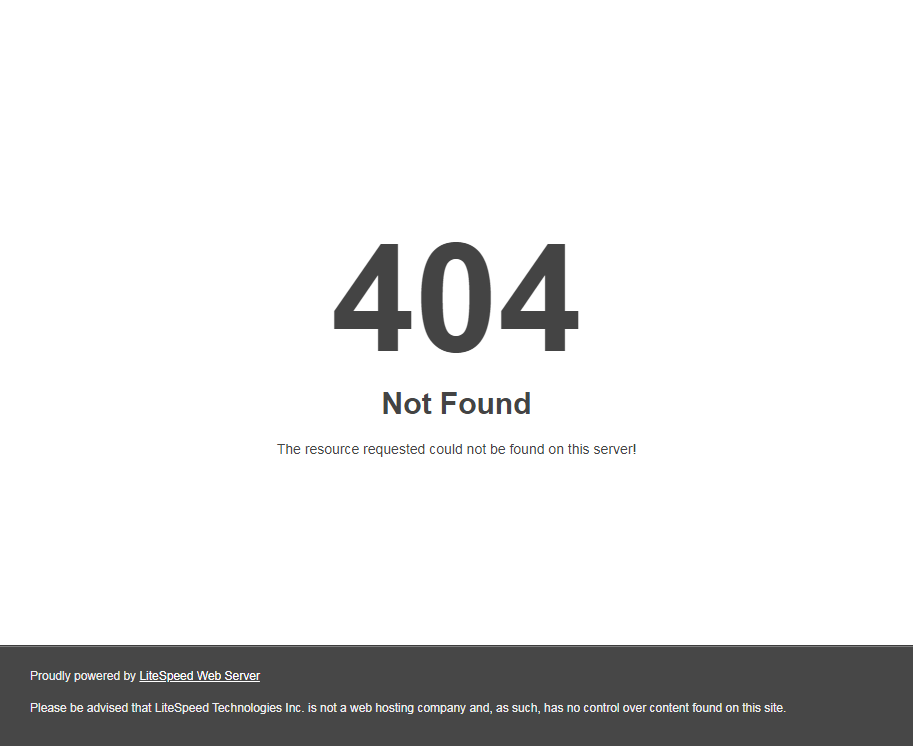 404
Not Found
The resource requested could not be found on this server!
Proudly powered by LiteSpeed Web Server
Please be advised that LiteSpeed Technologies Inc. is not a web hosting company and, as such, has no control over content found on this site.